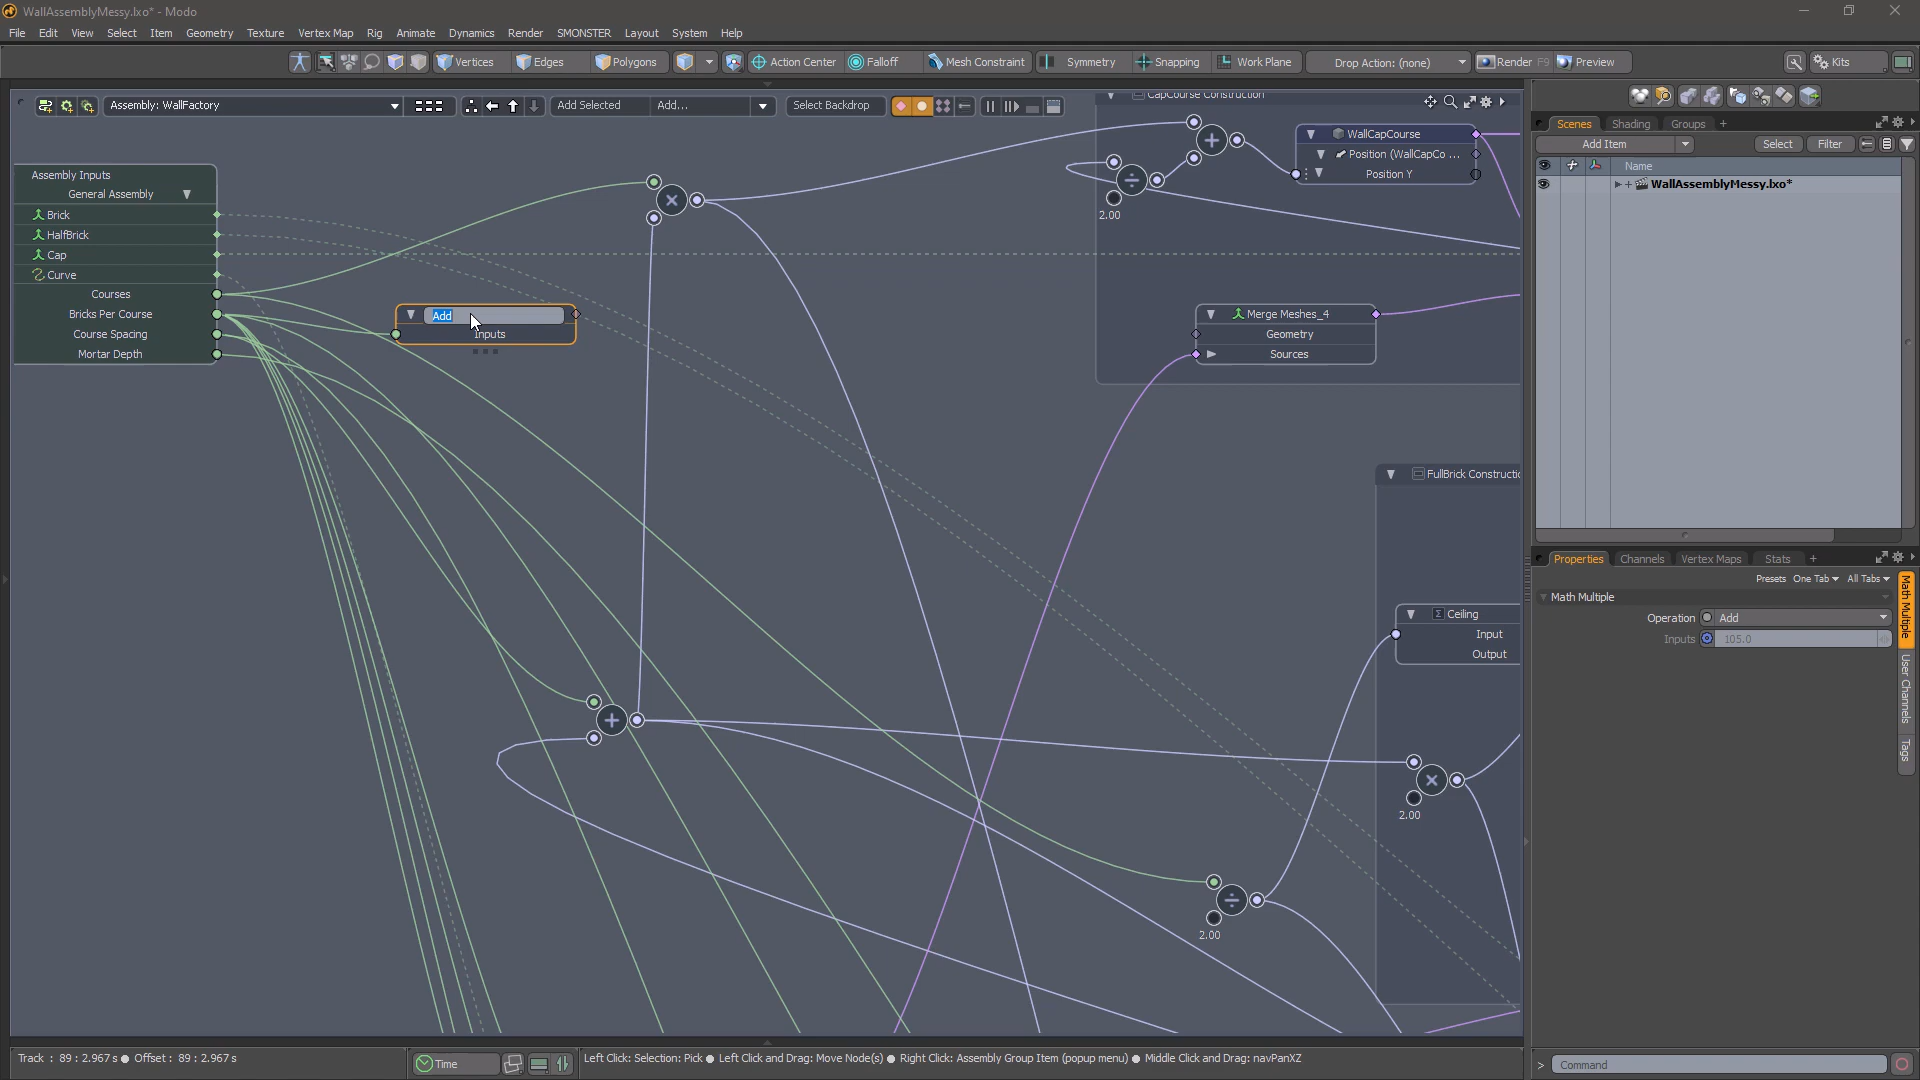 WallAssemblyMessy.lxo* - Modo
File Edit View Select Item Geometry Texture Vertex Map Rig Animate Dynamics Render SMONSTER Layout System Help
Vertices Edges Polygons Action Center Falloff Mesh Constraint Symmetry Snapping Work Plane Drop Action: (none) Render F9 Preview Kits
Assembly: WallFactory Add Selected Add... Select Backdrop
CapCourse Construction
Assembly Inputs
General Assembly
Brick
HalfBrick
Cap
Curve
Courses
Bricks Per Course
Course Spacing
Mortar Depth
Add
Inputs
WallCapCourse
Position (WallCapCo ...
Position Y
2.00
Merge Meshes_4
Geometry
Sources
FullBrick Constructio
Ceiling
Input
Output
2.00
2.00
Scenes Shading Groups +
Add Item Select Filter
Name
WallAssemblyMessy.lxo*
Properties Channels Vertex Maps Stats +
Presets One Tab All Tabs
Math Multiple
Operation Add
Inputs 105.0
Math Multiple
User Channels
Tags
Track : 89 : 2.967 s Offset : 89 : 2.967 s
Time
Left Click: Selection: Pick ● Left Click and Drag: Move Node(s) ● Right Click: Assembly Group Item (popup menu) ● Middle Click and Drag: navPanXZ
> Command